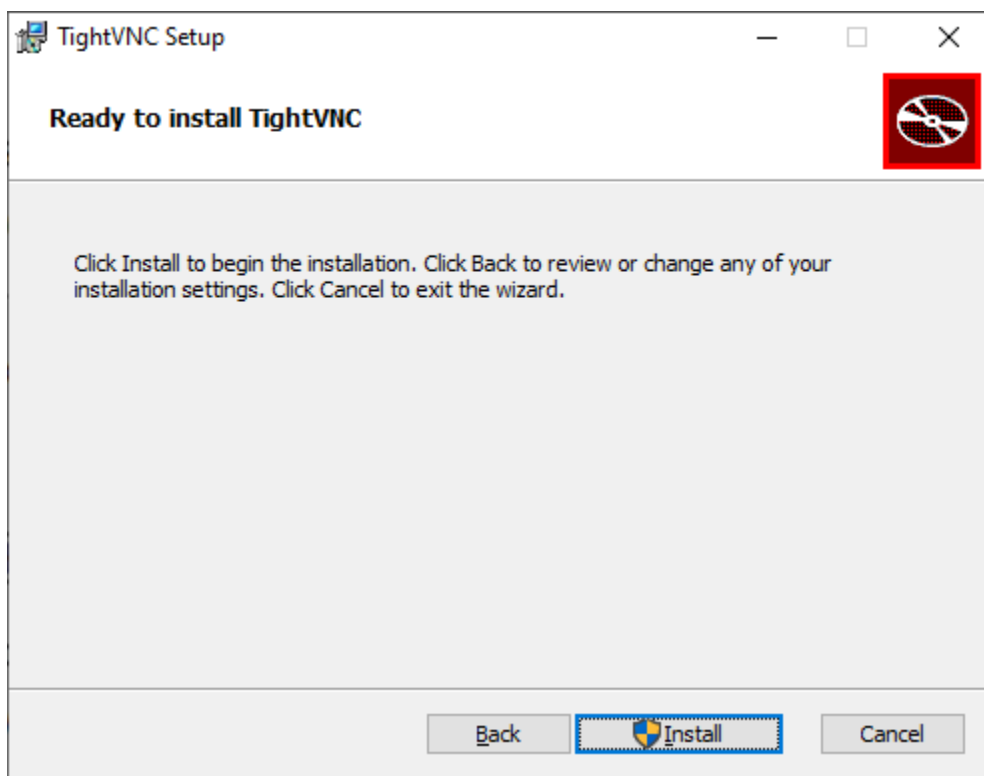 TightVNC Setup
Ready to install TightVNC
Click Install to begin the installation. Click Back to review or change any of your
installation settings. Click Cancel to exit the wizard.
Back
Install
Cancel